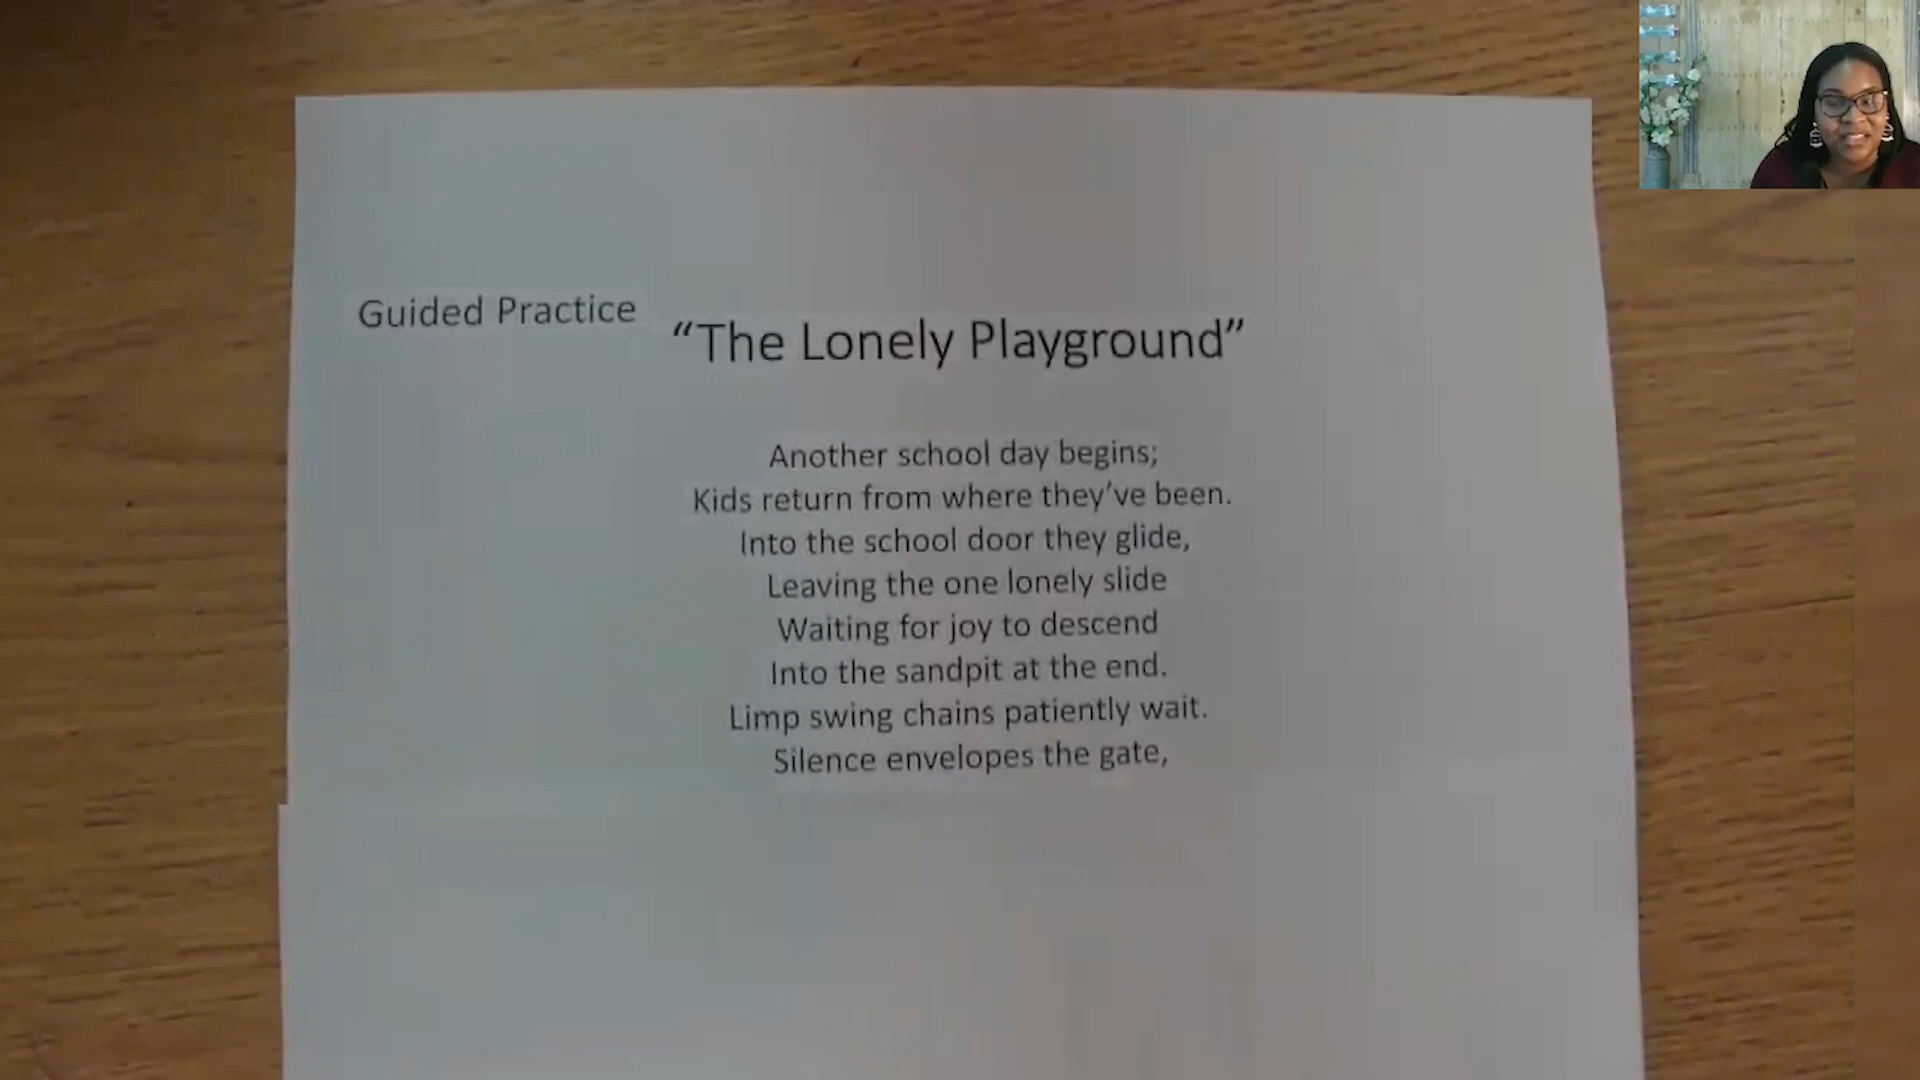 Guided Practice
“The Lonely Playground”
Another school day begins;
Kids return from where they’ve been.
Into the school door they glide,
Leaving the one lonely slide
Waiting for joy to descend
Into the sandpit at the end.
Limp swing chains patiently wait.
Silence envelopes the gate,